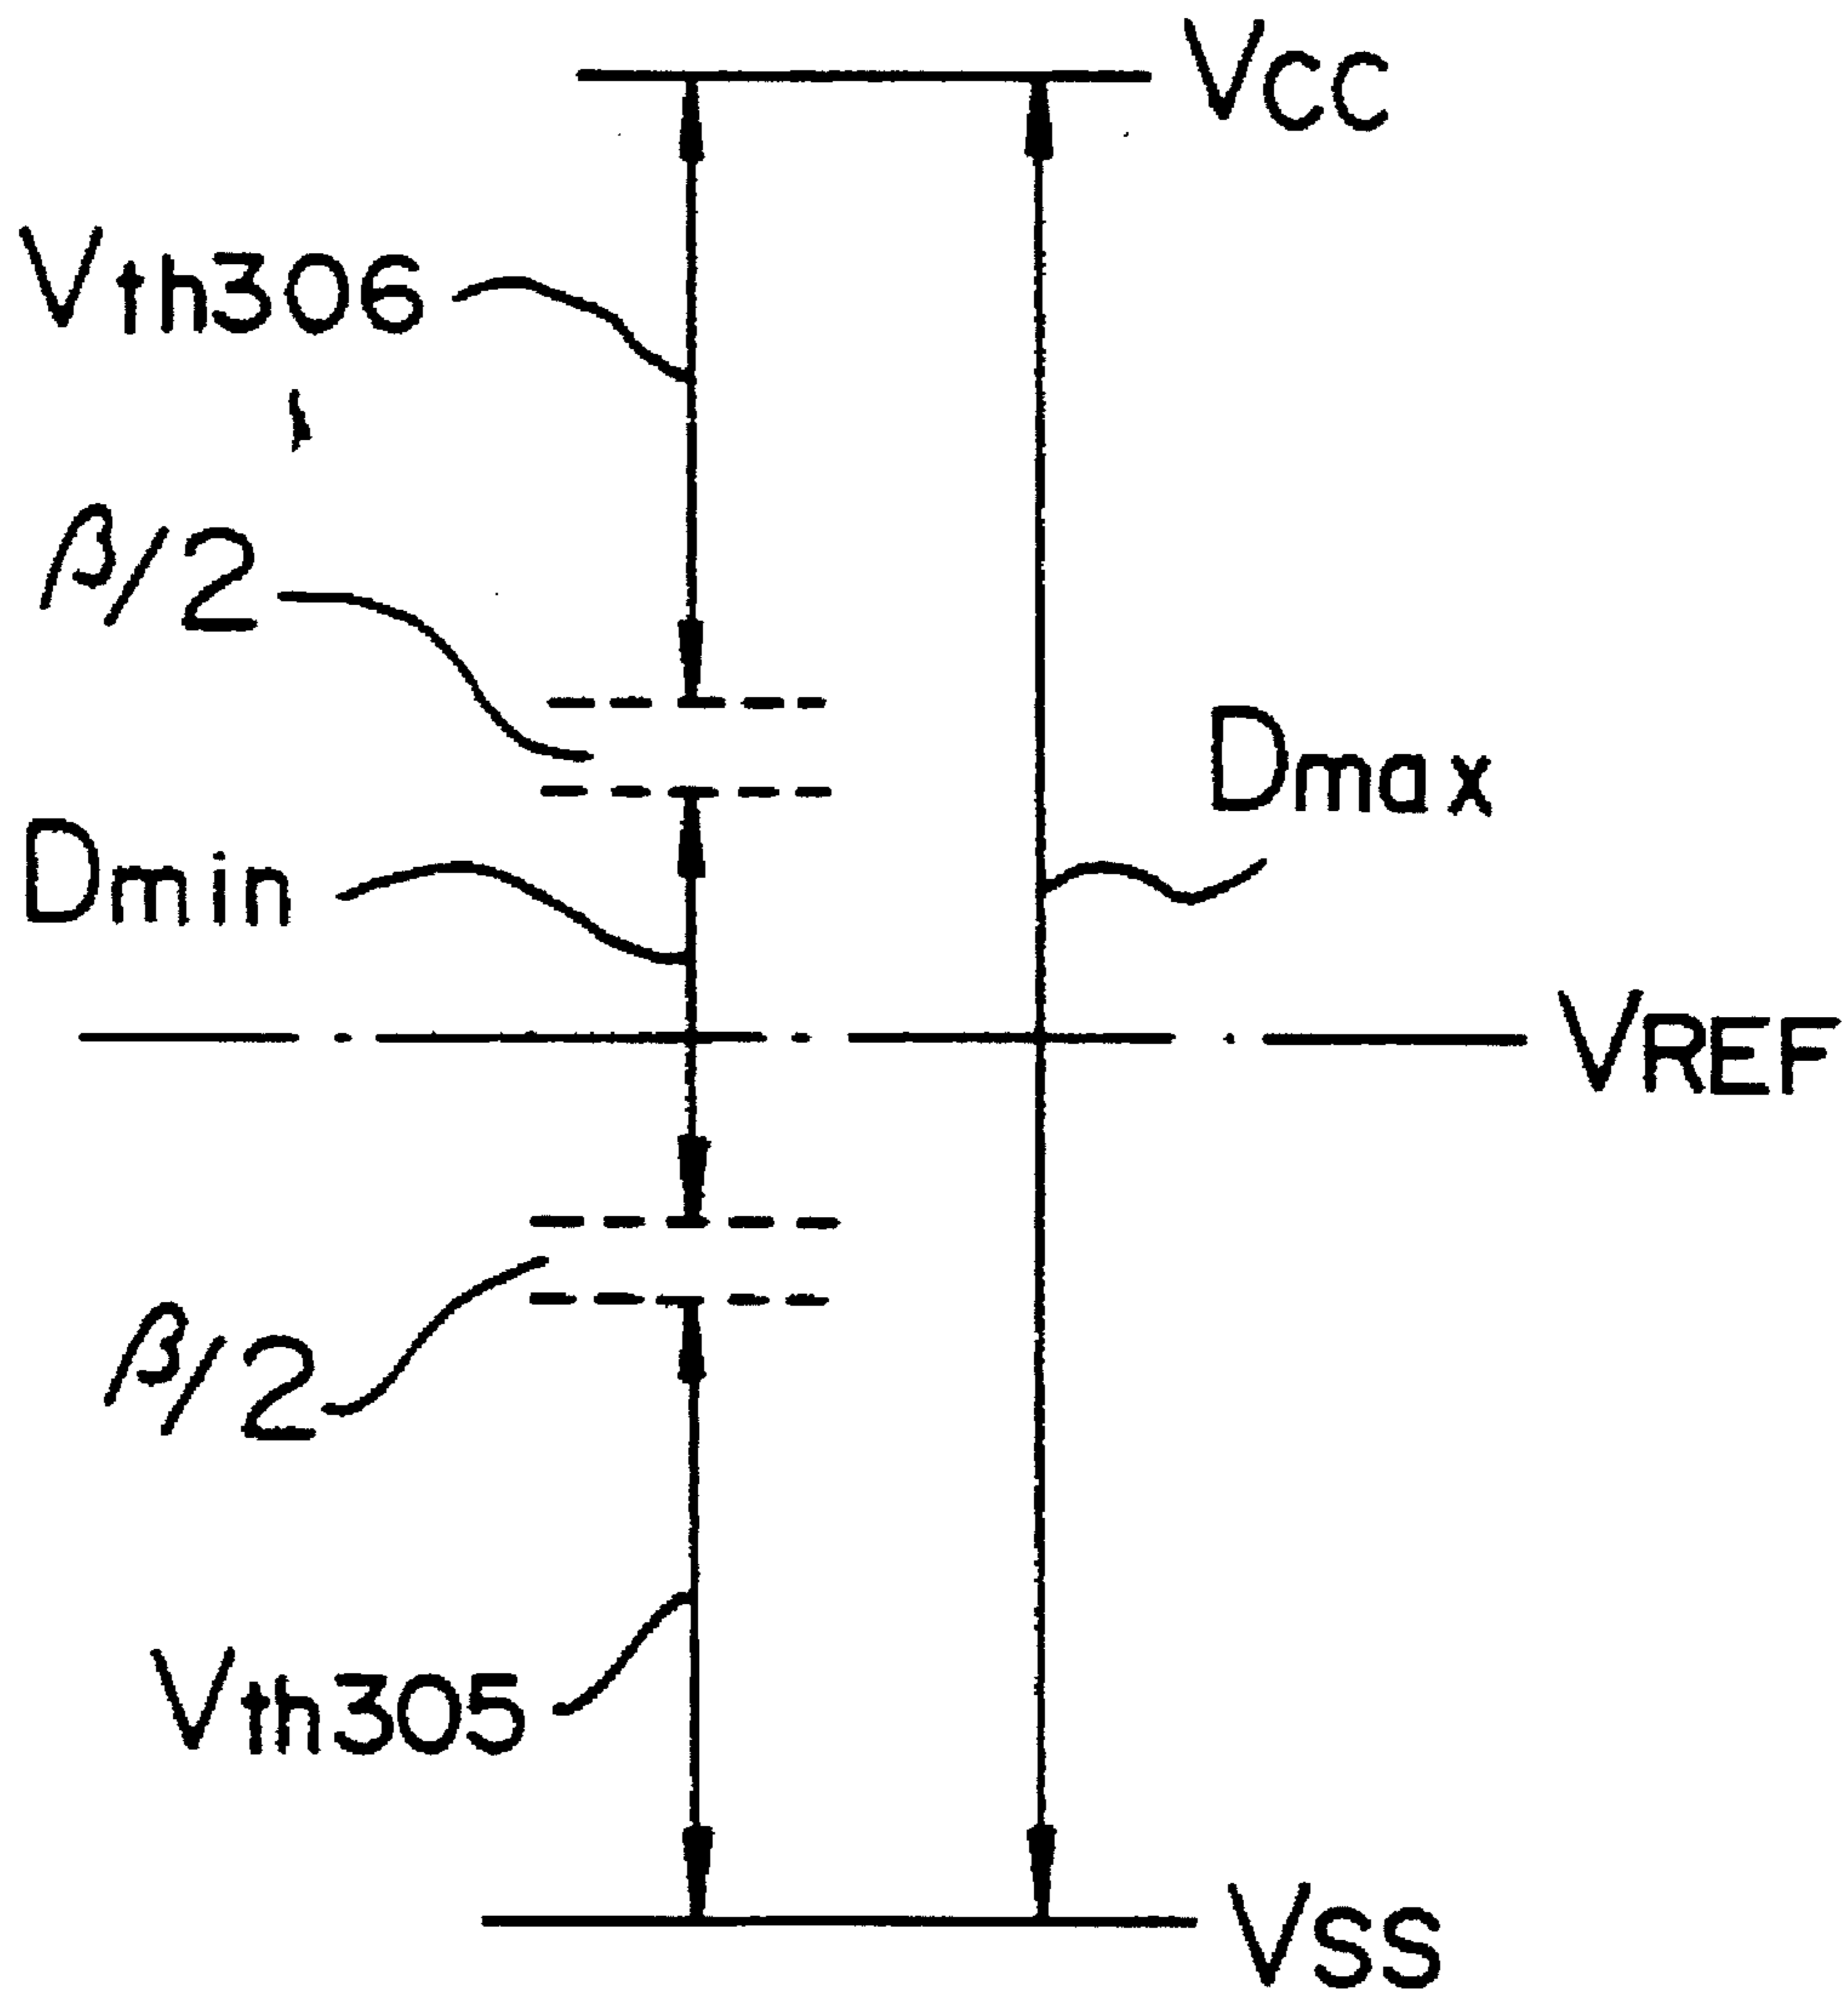 Vcc
Vth306
β/2
Dmax
Dmin
VREF
β/2
Vth305
Vss